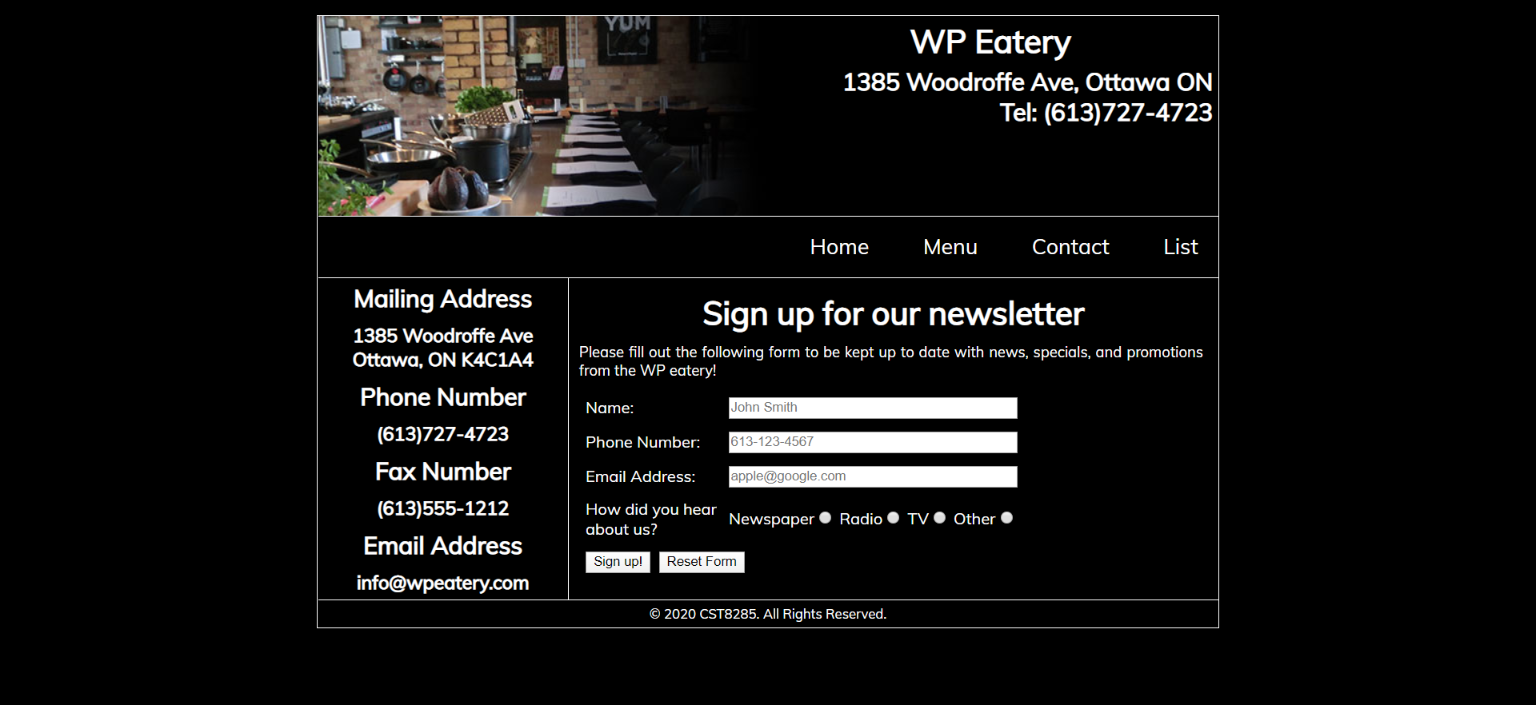 YUM
WP Eatery
1385 Woodroffe Ave, Ottawa ON
Tel: (613)727-4723
Home Menu Contact List
Mailing Address
1385 Woodroffe Ave
Ottawa, ON K4C1A4
Phone Number
(613)727-4723
Fax Number
(613)555-1212
Email Address
info@wpeatery.com
Sign up for our newsletter
Please fill out the following form to be kept up to date with news, specials, and promotions
from the WP eatery!
Name: John Smith
Phone Number: 613-123-4567
Email Address: apple@google.com
How did you hear
about us?
Newspaper Radio TV Other
Sign up! Reset Form
© 2020 CST8285. All Rights Reserved.